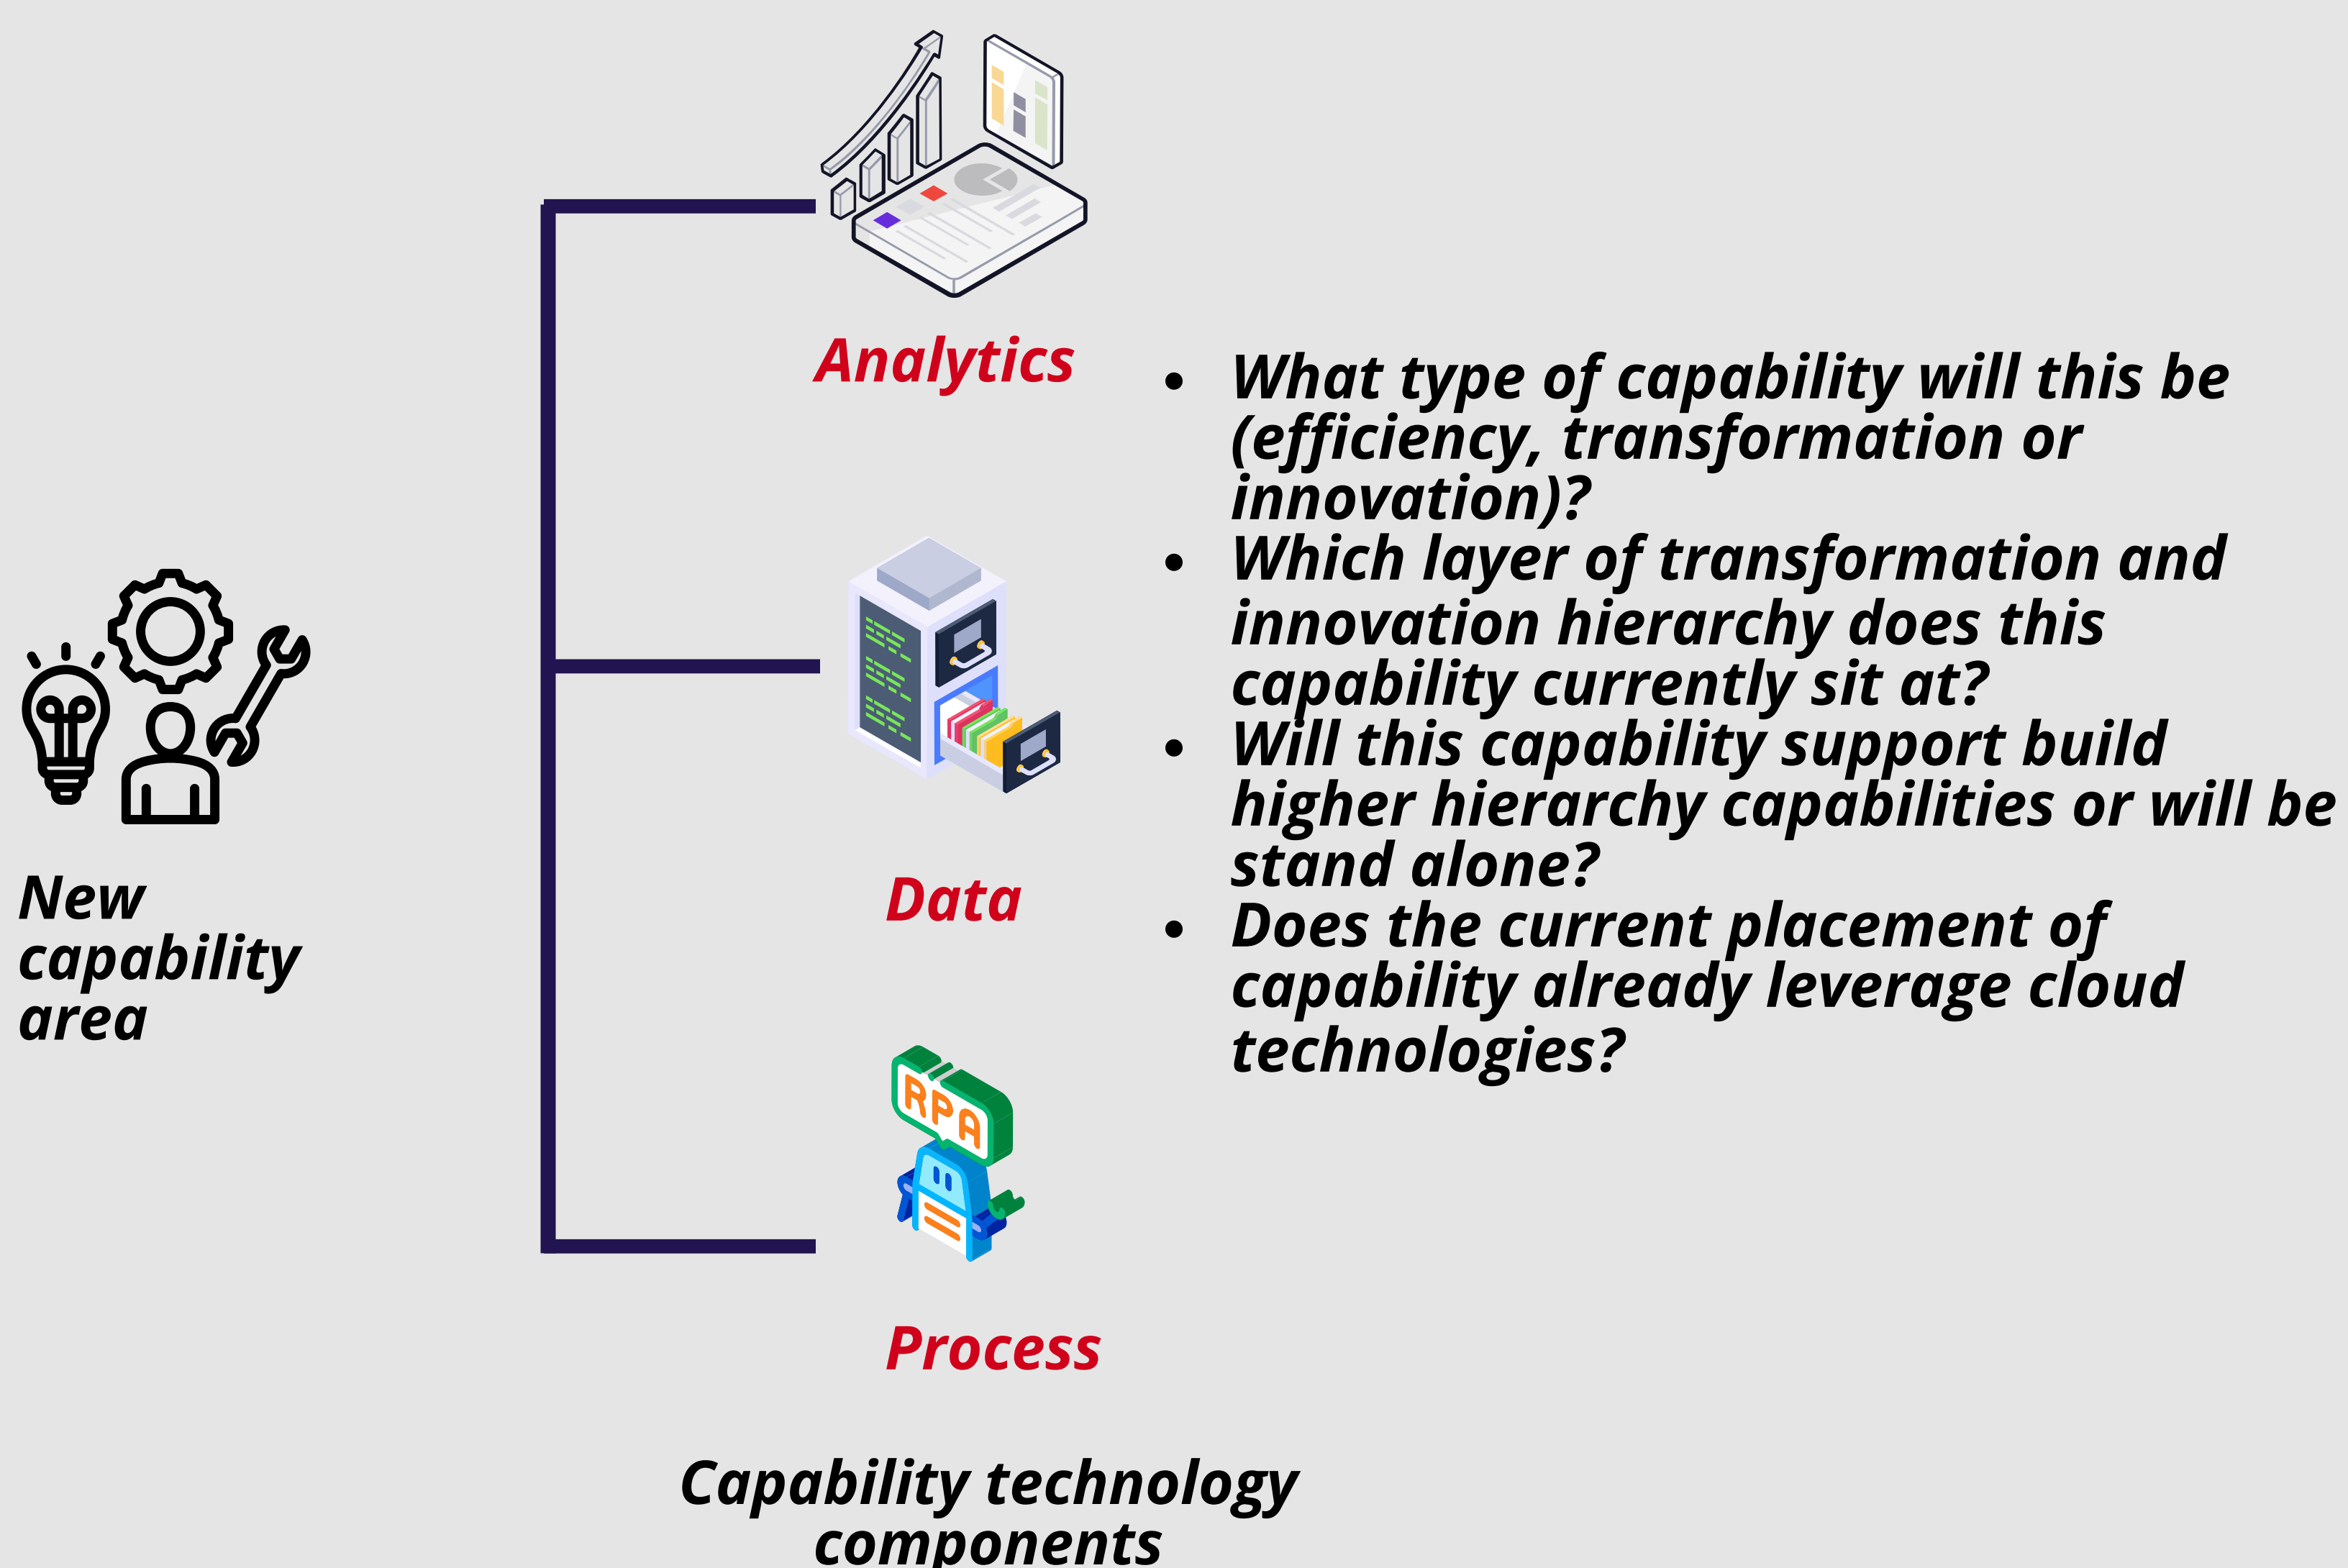 RPA
Analytics
• What type of capability will this be
(efficiency, transformation or
innovation)?
• Which layer of transformation and
innovation hierarchy does this
capability currently sit at?
• Will this capability support build
higher hierarchy capabilities or will be
stand alone?
• Does the current placement of
capability already leverage cloud
technologies?
New
capability
area
Data
Process
Capability technology
components